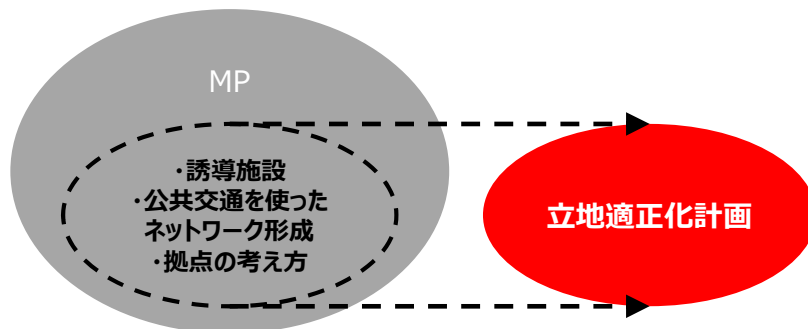 MP
・誘導施設
・公共交通を使った
ネットワーク形成
・拠点の考え方
立地適正化計画